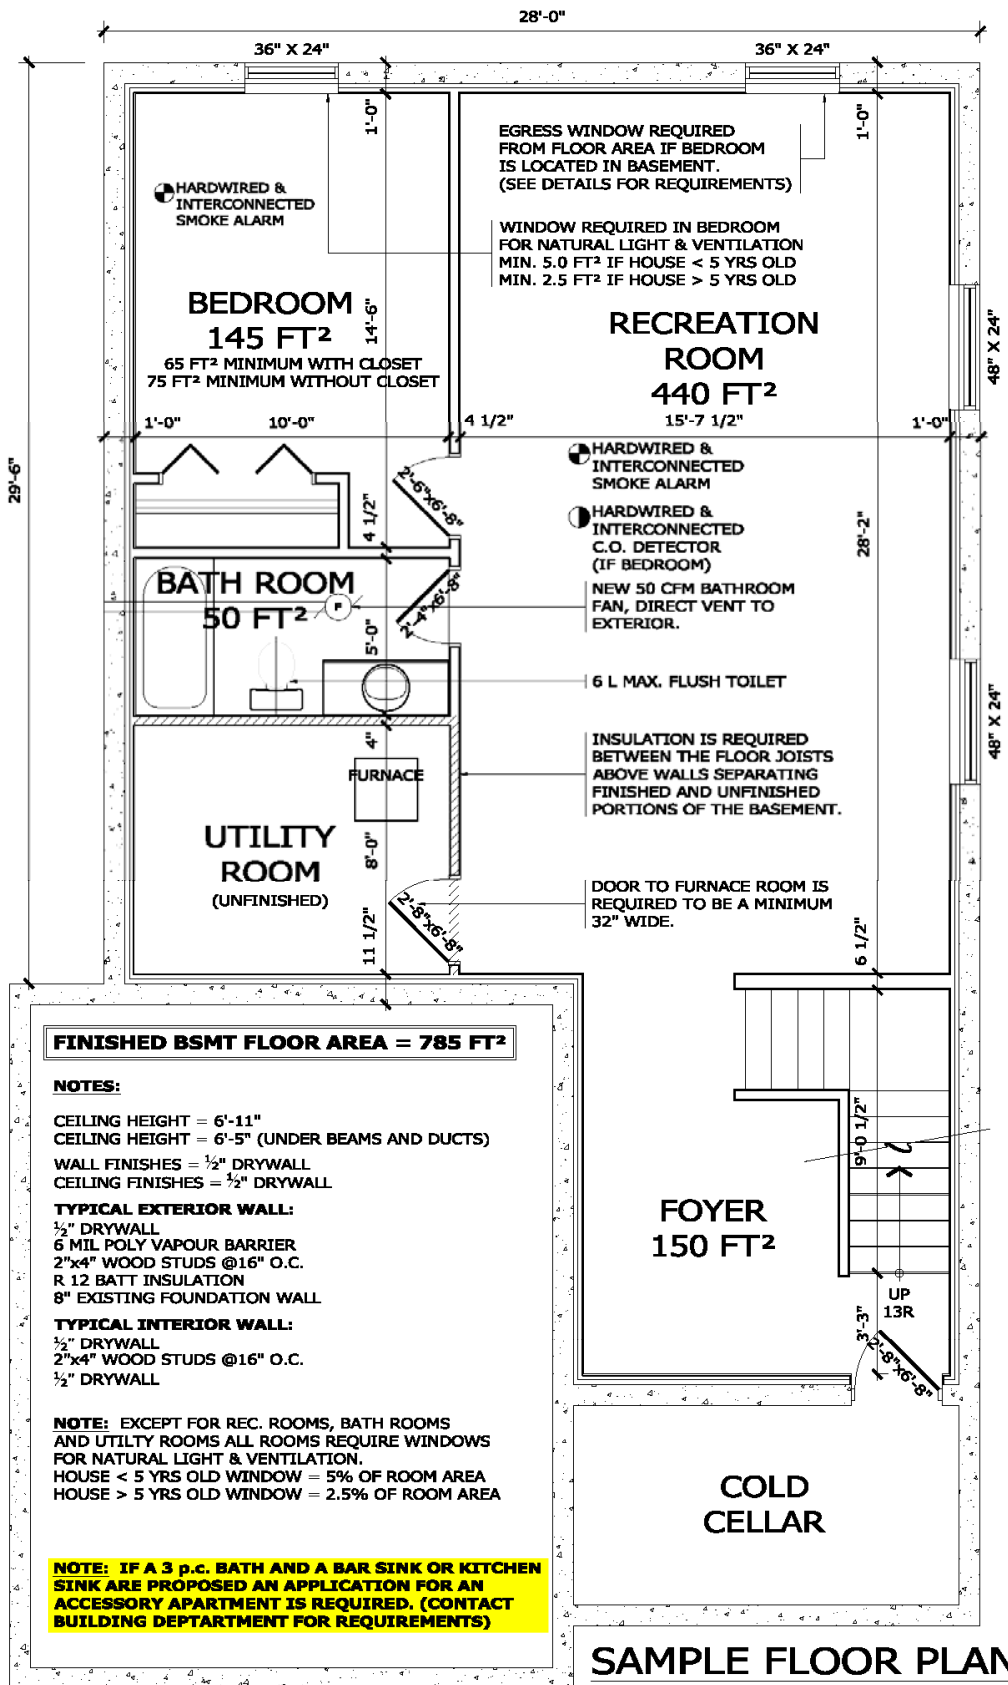 28'-0"
36" X 24"
36" X 24"
1'-0"
1'-0"
EGRESS WINDOW REQUIRED
FROM FLOOR AREA IF BEDROOM
IS LOCATED IN BASEMENT.
(SEE DETAILS FOR REQUIREMENTS)
HARDWIRED &
INTERCONNECTED
SMOKE ALARM
WINDOW REQUIRED IN BEDROOM
FOR NATURAL LIGHT & VENTILATION
MIN. 5.0 FT² IF HOUSE < 5 YRS OLD
MIN. 2.5 FT² IF HOUSE > 5 YRS OLD
BEDROOM
145 FT²
65 FT² MINIMUM WITH CLOSET
75 FT² MINIMUM WITHOUT CLOSET
14'-6"
RECREATION
ROOM
440 FT²
48" X 24"
1'-0"
10'-0"
4 1/2"
15'-7 1/2"
1'-0"
29'-6"
HARDWIRED &
INTERCONNECTED
SMOKE ALARM
2'-6"x6'-8"
4 1/2"
HARDWIRED &
INTERCONNECTED
C.O. DETECTOR
(IF BEDROOM)
28'-2"
BATH ROOM
50 FT²
F
2'-4"x6'-8"
5'-0"
NEW 50 CFM BATHROOM
FAN, DIRECT VENT TO
EXTERIOR.
6 L MAX. FLUSH TOILET
48" X 24"
4"
FURNACE
INSULATION IS REQUIRED
BETWEEN THE FLOOR JOISTS
ABOVE WALLS SEPARATING
FINISHED AND UNFINISHED
PORTIONS OF THE BASEMENT.
UTILITY
ROOM
(UNFINISHED)
8'-0"
2'-8"x6'-8"
11 1/2"
DOOR TO FURNACE ROOM IS
REQUIRED TO BE A MINIMUM
32" WIDE.
6 1/2"
FINISHED BSMT FLOOR AREA = 785 FT²
NOTES:
CEILING HEIGHT = 6'-11"
CEILING HEIGHT = 6'-5" (UNDER BEAMS AND DUCTS)
WALL FINISHES = ½" DRYWALL
CEILING FINISHES = ½" DRYWALL
TYPICAL EXTERIOR WALL:
½" DRYWALL
6 MIL POLY VAPOUR BARRIER
2"x4" WOOD STUDS @16" O.C.
R 12 BATT INSULATION
8" EXISTING FOUNDATION WALL
TYPICAL INTERIOR WALL:
½" DRYWALL
2"x4" WOOD STUDS @16" O.C.
½" DRYWALL
NOTE: EXCEPT FOR REC. ROOMS, BATH ROOMS
AND UTILTY ROOMS ALL ROOMS REQUIRE WINDOWS
FOR NATURAL LIGHT & VENTILATION.
HOUSE < 5 YRS OLD WINDOW = 5% OF ROOM AREA
HOUSE > 5 YRS OLD WINDOW = 2.5% OF ROOM AREA
NOTE: IF A 3 p.c. BATH AND A BAR SINK OR KITCHEN
SINK ARE PROPOSED AN APPLICATION FOR AN
ACCESSORY APARTMENT IS REQUIRED. (CONTACT
BUILDING DEPTARTMENT FOR REQUIREMENTS)
9'-0 1/2"
FOYER
150 FT²
UP
13R
3'-3"
2'-8"x6'-8"
COLD
CELLAR
SAMPLE FLOOR PLAN